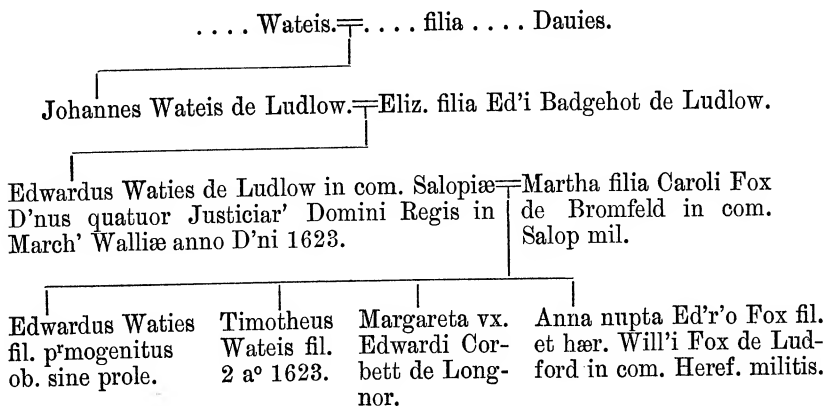 .... Wateis.=.... filia .... Dauies.
Johannes Wateis de Ludlow.=Eliz. filia Ed'i Badgehot de Ludlow.
Edwardus Waties de Ludlow in com. Salopiæ=Martha filia Caroli Fox
D'nus quatuor Justiciar' Domini Regis in
March' Walliæ anno D'ni 1623.
de Bromfeld in com.
Salop mil.
Edwardus Waties
fil. pʳmogenitus
ob. sine prole.
Timotheus
Wateis fil.
2 aº 1623.
Margareta vx.
Edwardi Cor-
bett de Long-
nor.
Anna nupta Ed'r'o Fox fil.
et hær. Will'i Fox de Lud-
ford in com. Heref. militis.